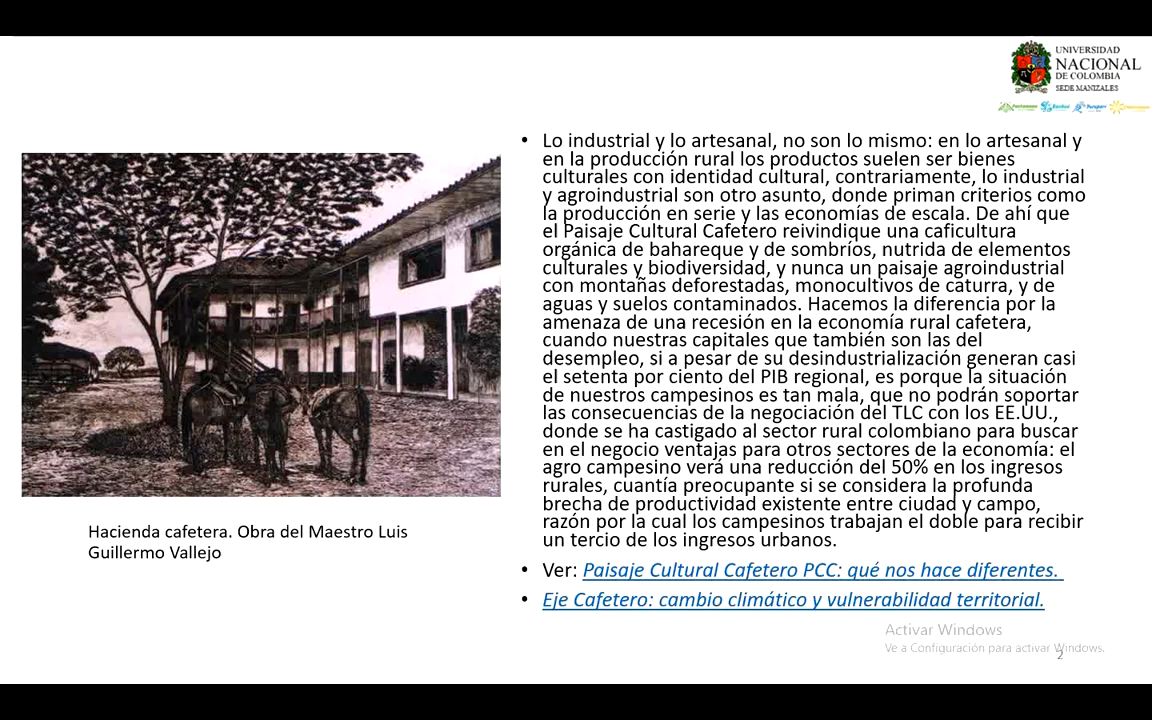 UNIVERSIDAD
NACIONAL
DE COLOMBIA
SEDE MANIZALES
• Lo industrial y lo artesanal, no son lo mismo: en lo artesanal y
en la producción rural los productos suelen ser bienes
culturales con identidad cultural, contrariamente, lo industrial
y agroindustrial son otro asunto, donde priman criterios como
la producción en serie y las economías de escala. De ahí que
el Paisaje Cultural Cafetero reivindique una caficultura
orgánica de bahareque y de sombríos, nutrida de elementos
culturales y biodiversidad, y nunca un paisaje agroindustrial
con montañas deforestadas, monocultivos de caturra, y de
aguas y suelos contaminados. Hacemos la diferencia por la
amenaza de una recesión en la economía rural cafetera,
cuando nuestras capitales que también son las del
desempleo, si a pesar de su desindustrialización generan casi
el setenta por ciento del PIB regional, es porque la situación
de nuestros campesinos es tan mala, que no podrán soportar
las consecuencias de la negociación del TLC con los EE.UU.,
donde se ha castigado al sector rural colombiano para buscar
en el negocio ventajas para otros sectores de la economía: el
agro campesino verá una reducción del 50% en los ingresos
rurales, cuantía preocupante si se considera la profunda
brecha de productividad existente entre ciudad y campo,
razón por la cual los campesinos trabajan el doble para recibir
un tercio de los ingresos urbanos.
• Ver: Paisaje Cultural Cafetero PCC: qué nos hace diferentes.
• Eje Cafetero: cambio climático y vulnerabilidad territorial.
Hacienda cafetera. Obra del Maestro Luis
Guillermo Vallejo
Activar Windows
Ve a Configuración para activar Windows.
2